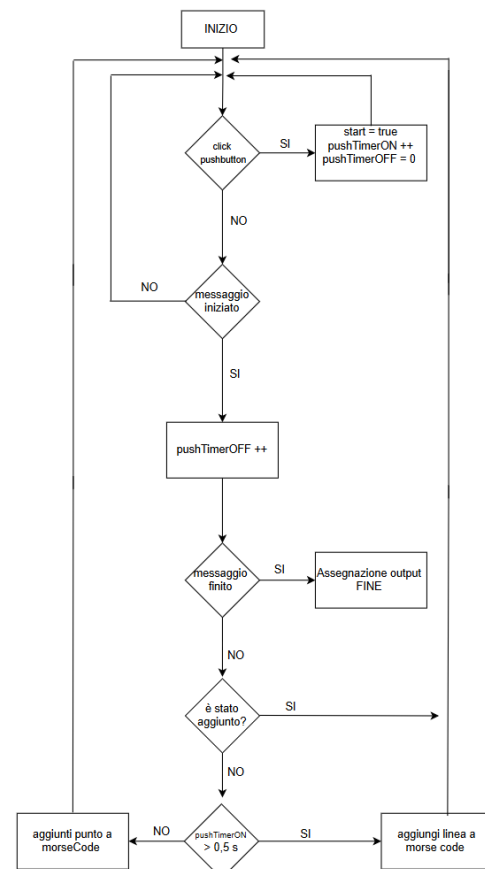 INIZIO
click
pushbutton
SI
start = true
pushTimerON ++
pushTimerOFF = 0
NO
messaggio
iniziato
NO
SI
pushTimerOFF ++
messaggio
finito
SI
Assegnazione output
FINE
NO
è stato
aggiunto?
SI
NO
aggiunti punto a
morseCode
NO
pushTimerON
> 0,5 s
SI
aggiungi linea a
morse code